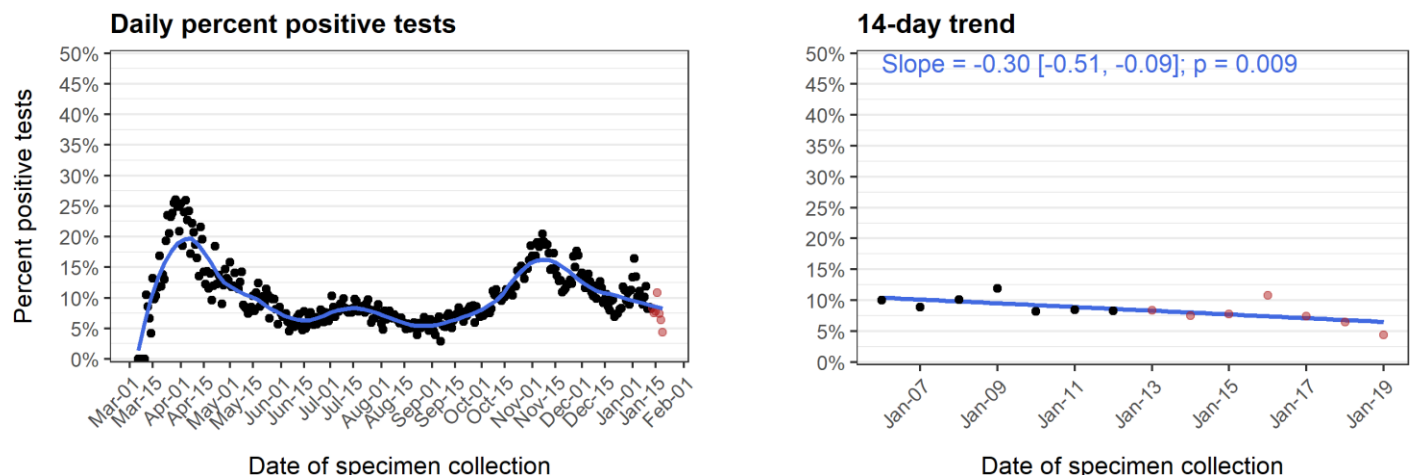 Daily percent positive tests
Percent positive tests
50%
45%
40%
35%
30%
25%
20%
15%
10%
5%
0%
Mar-01
Mar-15
Apr-01
Apr-15
May-01
May-15
Jun-01
Jun-15
Jul-01
Jul-15
Aug-01
Aug-15
Sep-01
Sep-15
Oct-01
Oct-15
Nov-01
Nov-15
Dec-01
Dec-15
Jan-01
Jan-15
Feb-01
Date of specimen collection
14-day trend
Slope = -0.30 [-0.51, -0.09]; p = 0.009
50%
45%
40%
35%
30%
25%
20%
15%
10%
5%
0%
Jan-07
Jan-09
Jan-11
Jan-13
Jan-15
Jan-17
Jan-19
Date of specimen collection